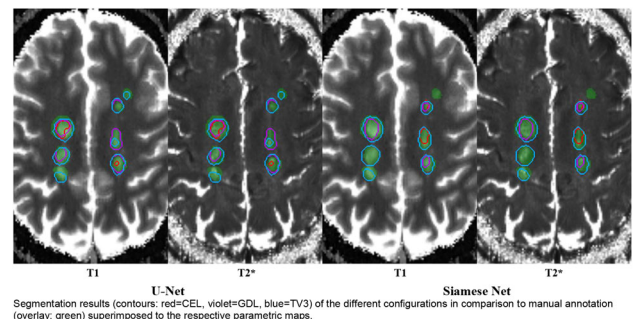 T1 T2* T1 T2*
U-Net Siamese Net
Segmentation results (contours: red=CEL, violet=GDL, blue=TV3) of the different configurations in comparison to manual annotation
(overlay: green) superimposed to the respective parametric maps.